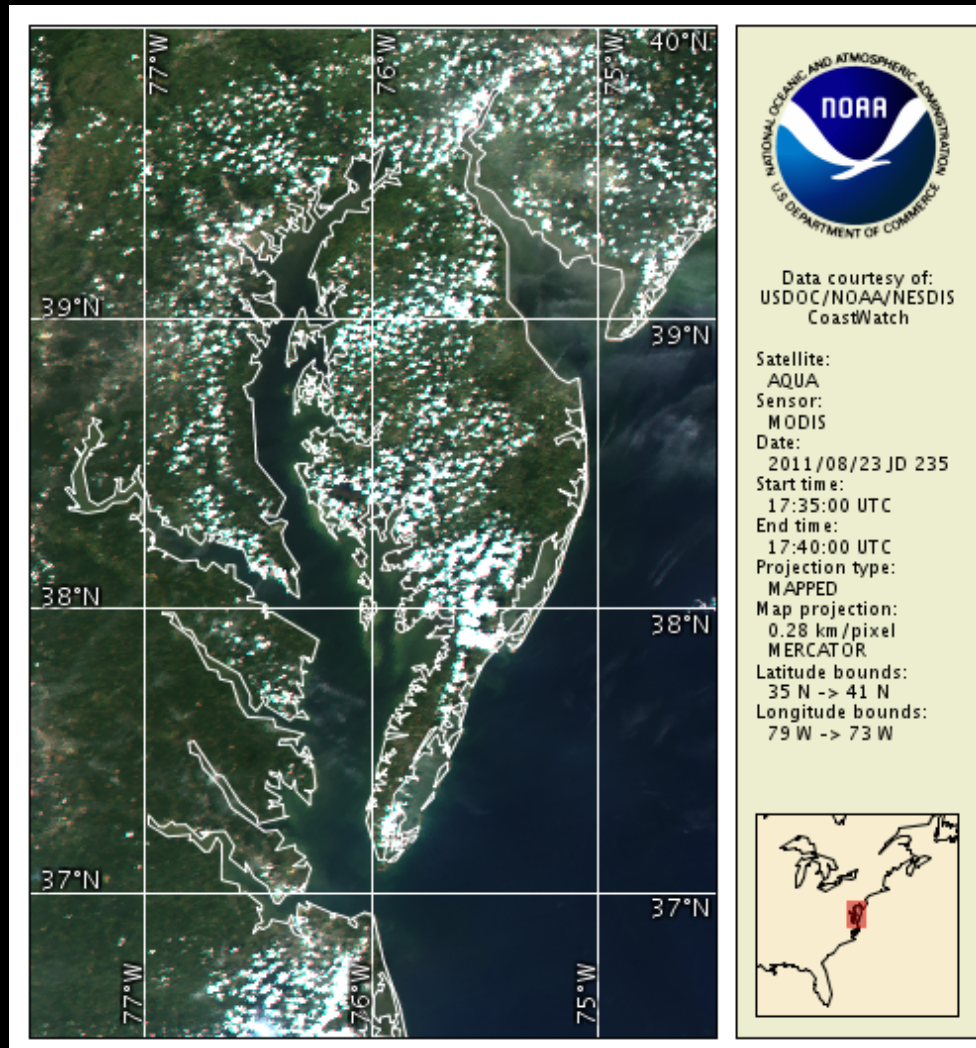 77°W
76°W
75°W
40°N
39°N
39°N
38°N
38°N
37°N
37°N
77°W
76°W
75°W
NATIONAL OCEANIC AND ATMOSPHERIC ADMINISTRATION
NOAA
U.S. DEPARTMENT OF COMMERCE
Data courtesy of:
USDOC/NOAA/NESDIS
CoastWatch
Satellite:
AQUA
Sensor:
MODIS
Date:
2011/08/23 JD 235
Start time:
17:35:00 UTC
End time:
17:40:00 UTC
Projection type:
MAPPED
Map projection:
0.28 km/pixel
MERCATOR
Latitude bounds:
35 N -> 41 N
Longitude bounds:
79 W -> 73 W